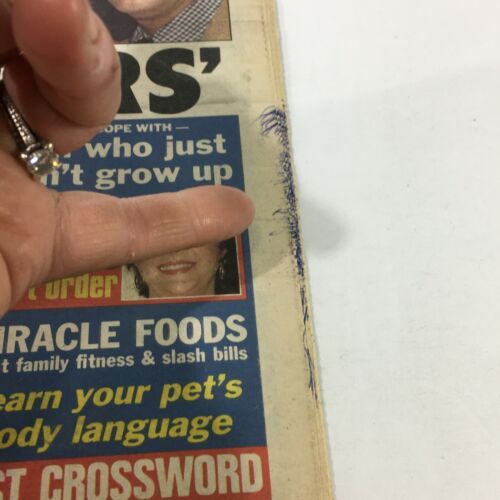 RS'
OPE WITH —
who just
n't grow up
t Order
IRACLE FOODS
t family fitness & slash bills
earn your pet's
ody language
ST CROSSWORD